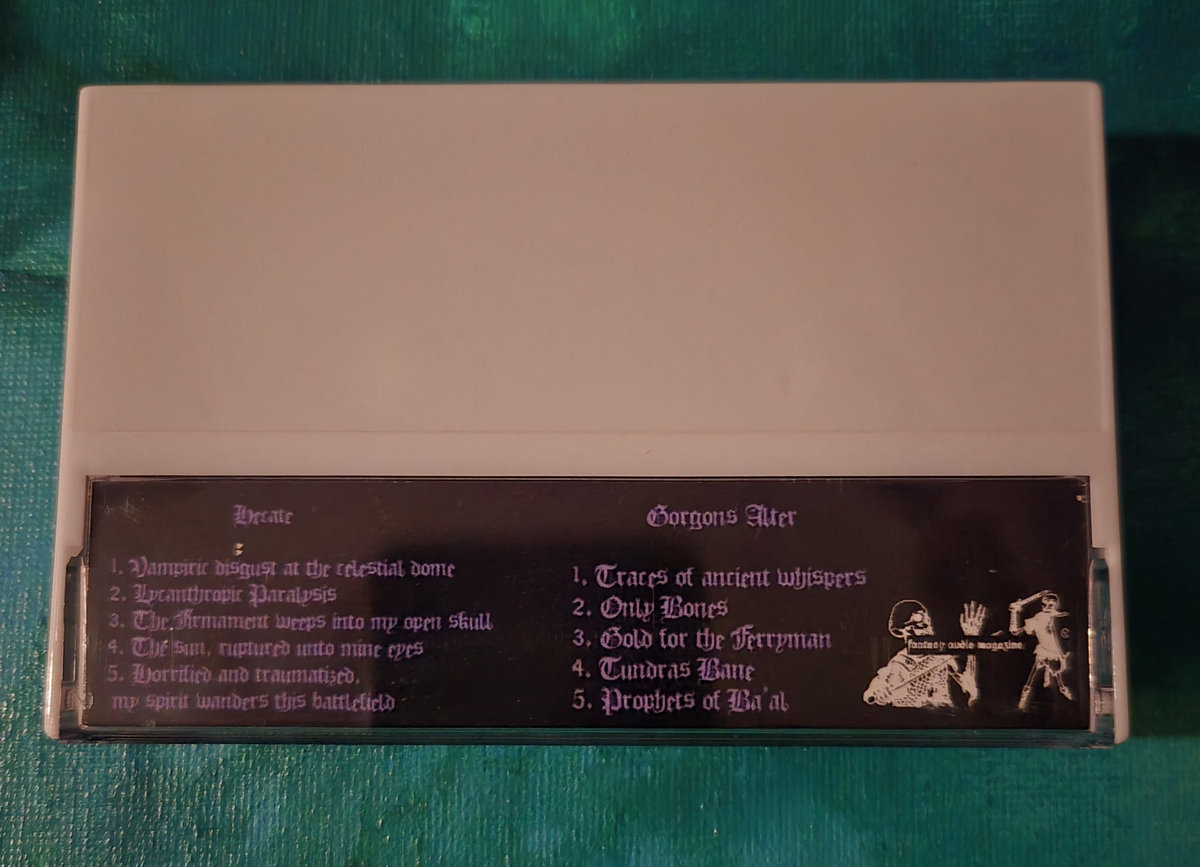 Hecate
1. Vampiric disgust at the celestial dome
2. Lycanthropic Paralysis
3. The Firmament weeps into my open skull
4. The sun, ruptured unto mine eyes
5. Horrified and traumatized,
my spirit wanders this battlefield
Gorgons Alter
1. Traces of ancient whispers
2. Only Bones
3. Gold for the Ferryman
4. Tundras Bane
5. Prophets of Ba'al
fantasy audio magazine